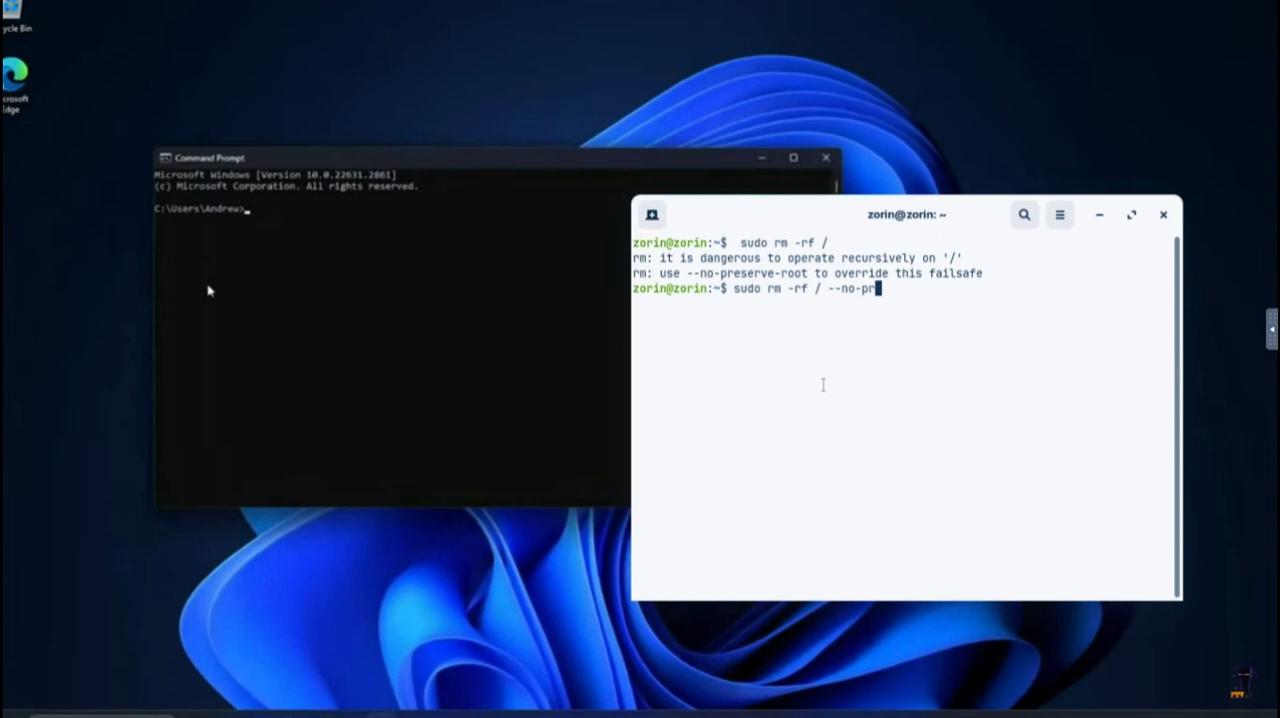 ycle Bin
crosoft
Edge
Command Prompt
Microsoft Windows [Version 10.0.22631.2861]
(c) Microsoft Corporation. All rights reserved.
C:\Users\Andrew>
zorin@zorin: ~
zorin@zorin:~$  sudo rm -rf /
rm: it is dangerous to operate recursively on '/'
rm: use --no-preserve-root to override this failsafe
zorin@zorin:~$ sudo rm -rf / --no-pr